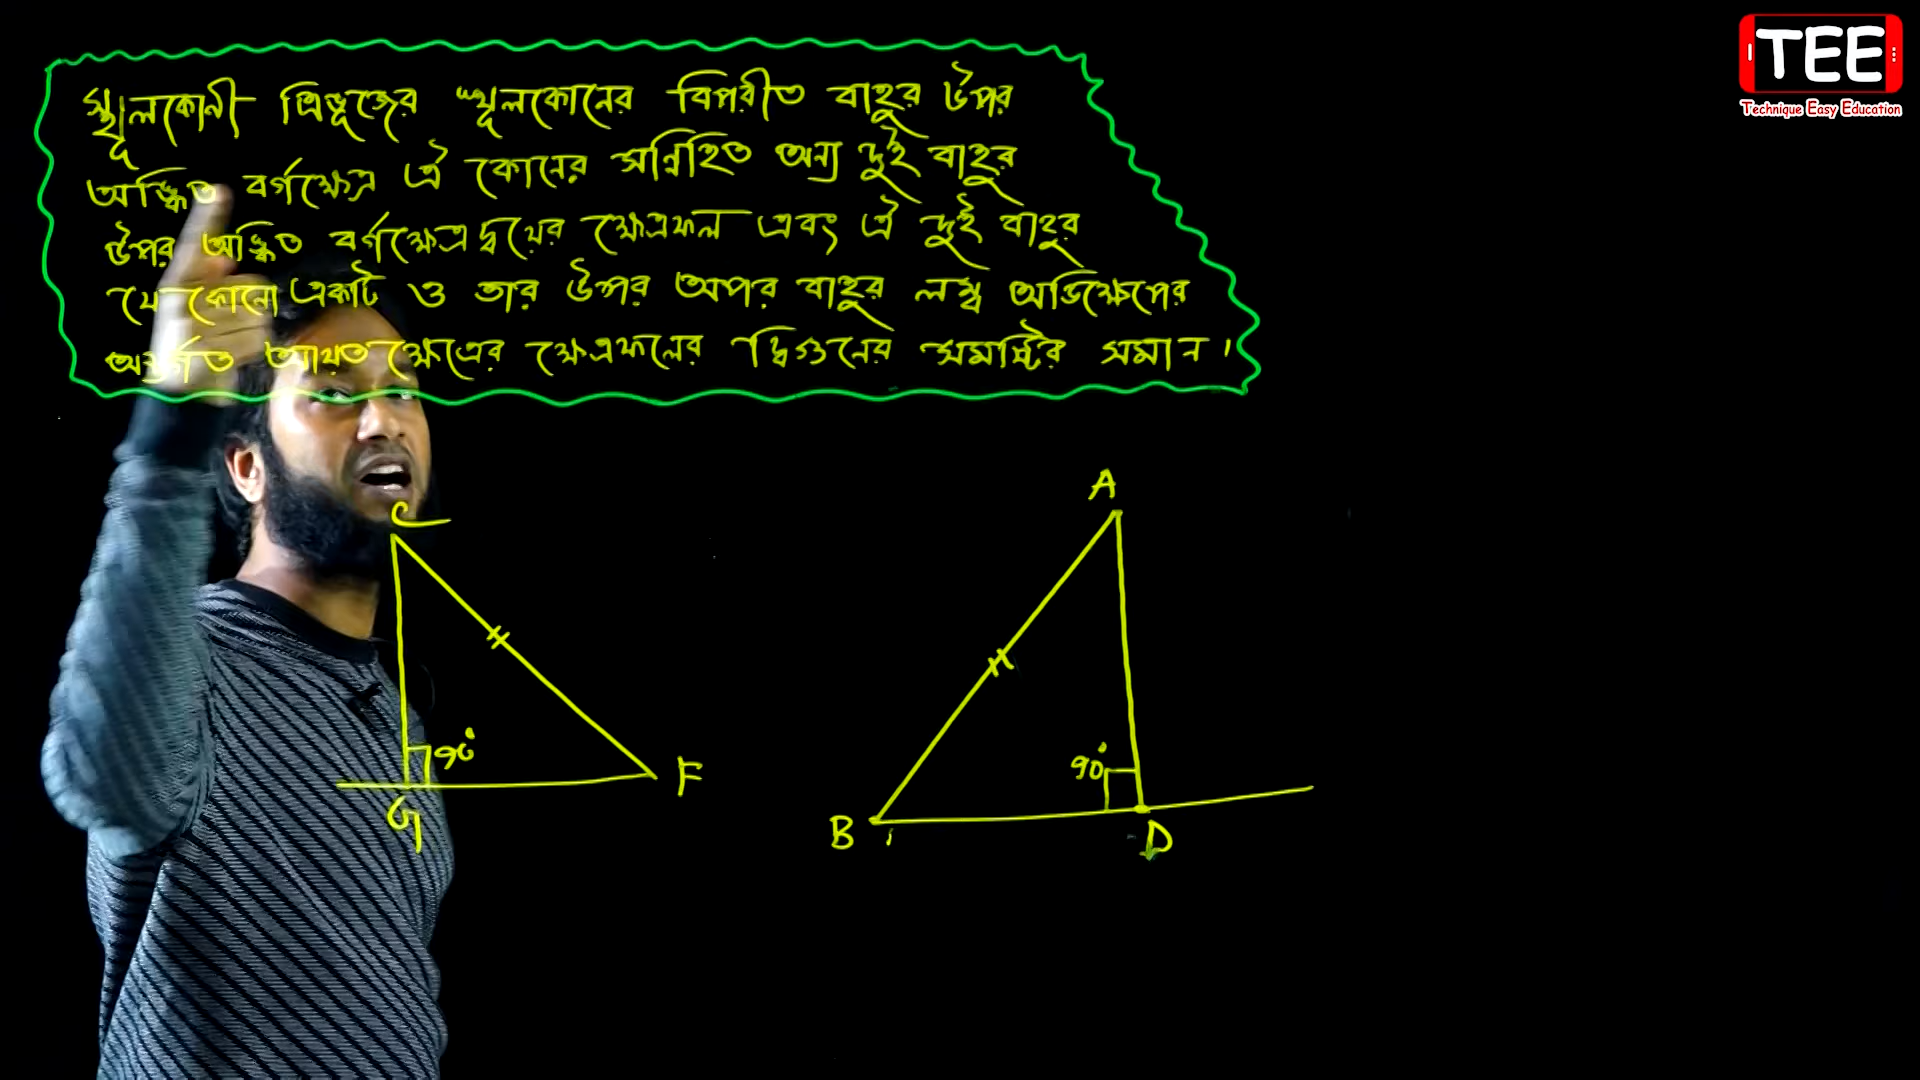 স্থূলকোনী ত্রিভূজের স্থূলকোনের বিপরীত বাহুর উপর
অঙ্কিত বর্গক্ষেত্র ঐ কোনের সন্নিহিত অন্য দুই বাহুর
উপর অঙ্কিত বর্গক্ষেত্রদ্বয়ের ক্ষেত্রফল এবং ঐ দুই বাহুর
যে কোনো একটি ও তার উপর অপর বাহুর লম্ব অভিক্ষেপের
অন্তর্গত আয়তক্ষেত্রের ক্ষেত্রফলের দ্বিগুনের সমষ্টির সমান।
TEE
Technique Easy Education
C
90°
F
G
A
90°
B
D